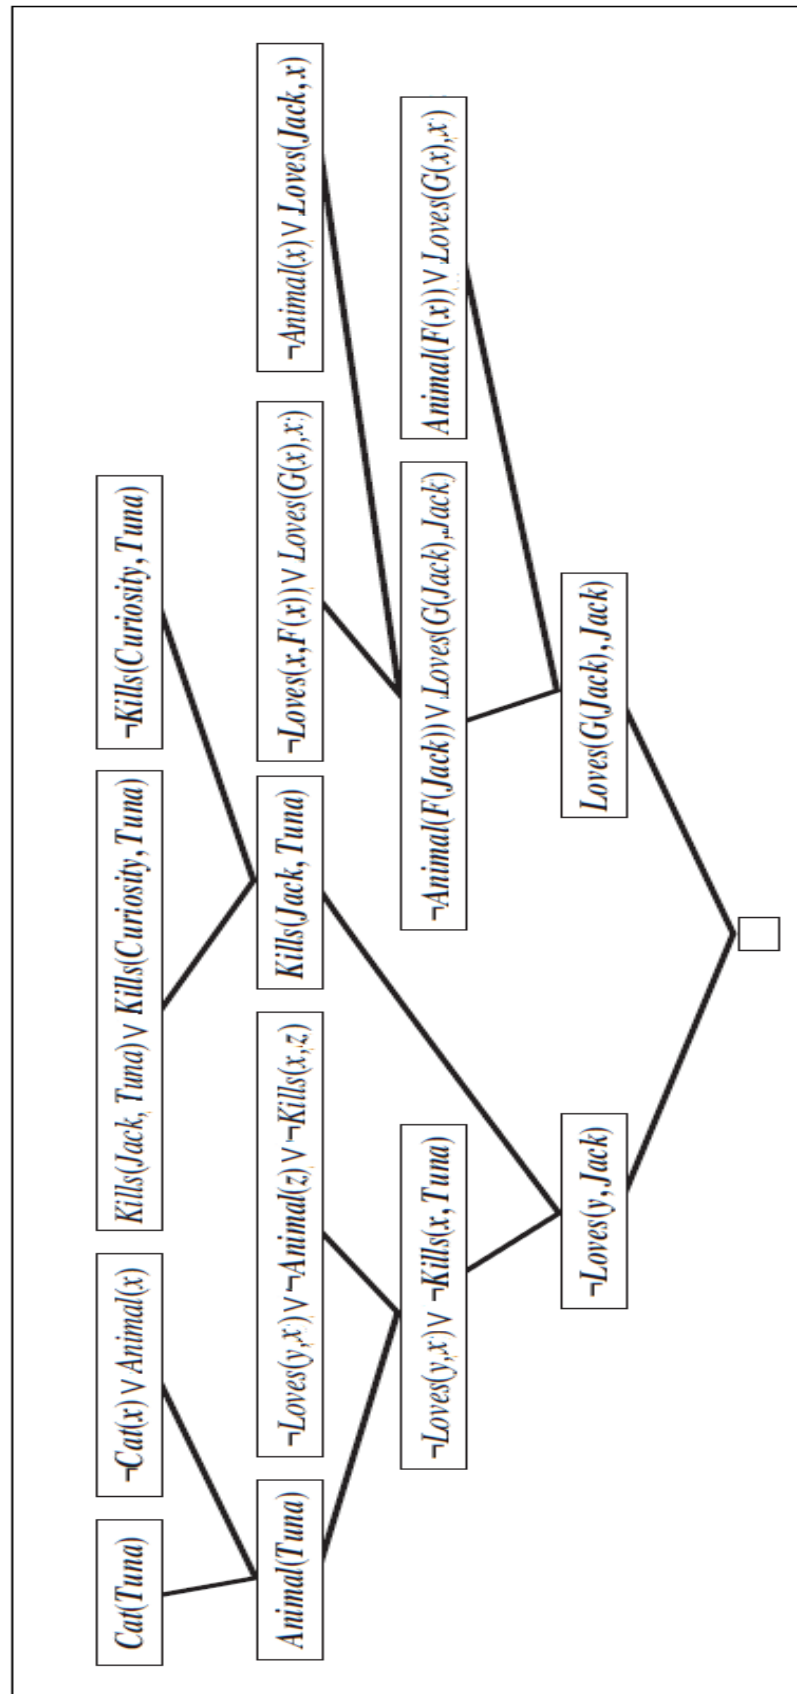 Cat(Tuna)
¬Cat(x) ∨ Animal(x)
Kills(Jack, Tuna) ∨ Kills(Curiosity, Tuna)
¬Kills(Curiosity, Tuna)
Animal(Tuna)
¬Loves(y,x) ∨ ¬Animal(z) ∨ ¬Kills(x,z)
Kills(Jack, Tuna)
¬Loves(x,F(x)) ∨ Loves(G(x),x)
¬Animal(x) ∨ Loves(Jack,x)
¬Loves(y,x) ∨ ¬Kills(x,Tuna)
¬Animal(F(Jack)) ∨ Loves(G(Jack),Jack)
Animal(F(x)) ∨ Loves(G(x),x)
¬Loves(y,Jack)
Loves(G(Jack),Jack)